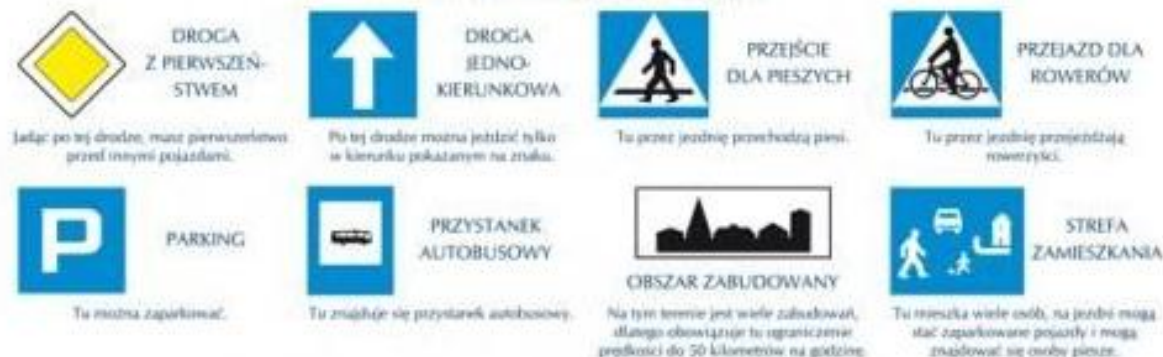 DROGA
Z PIERWSZEŃ-
STWEM
Jadąc po tej drodze, masz pierwszeństwo
przed innymi pojazdami.
DROGA
JEDNO-
KIERUNKOWA
Po tej drodze można jeździć tylko
w kierunku pokazanym na znaku.
PRZEJŚCIE
DLA PIESZYCH
Tu przez jezdnię przechodzą piesi.
PRZEJAZD DLA
ROWERÓW
Tu przez jezdnię przejeżdżają
rowerzyści.
P
PARKING
Tu można zaparkować.
PRZYSTANEK
AUTOBUSOWY
Tu znajduje się przystanek autobusowy.
OBSZAR ZABUDOWANY
Na tym terenie jest wiele zabudowań,
dlatego obowiązuje tu ograniczenie
prędkości do 50 kilometrów na godzinę.
STREFA
ZAMIESZKANIA
Tu mieszka wiele osób, na jezdni mogą
stać zaparkowane pojazdy i mogą
znajdować się osoby piesze.